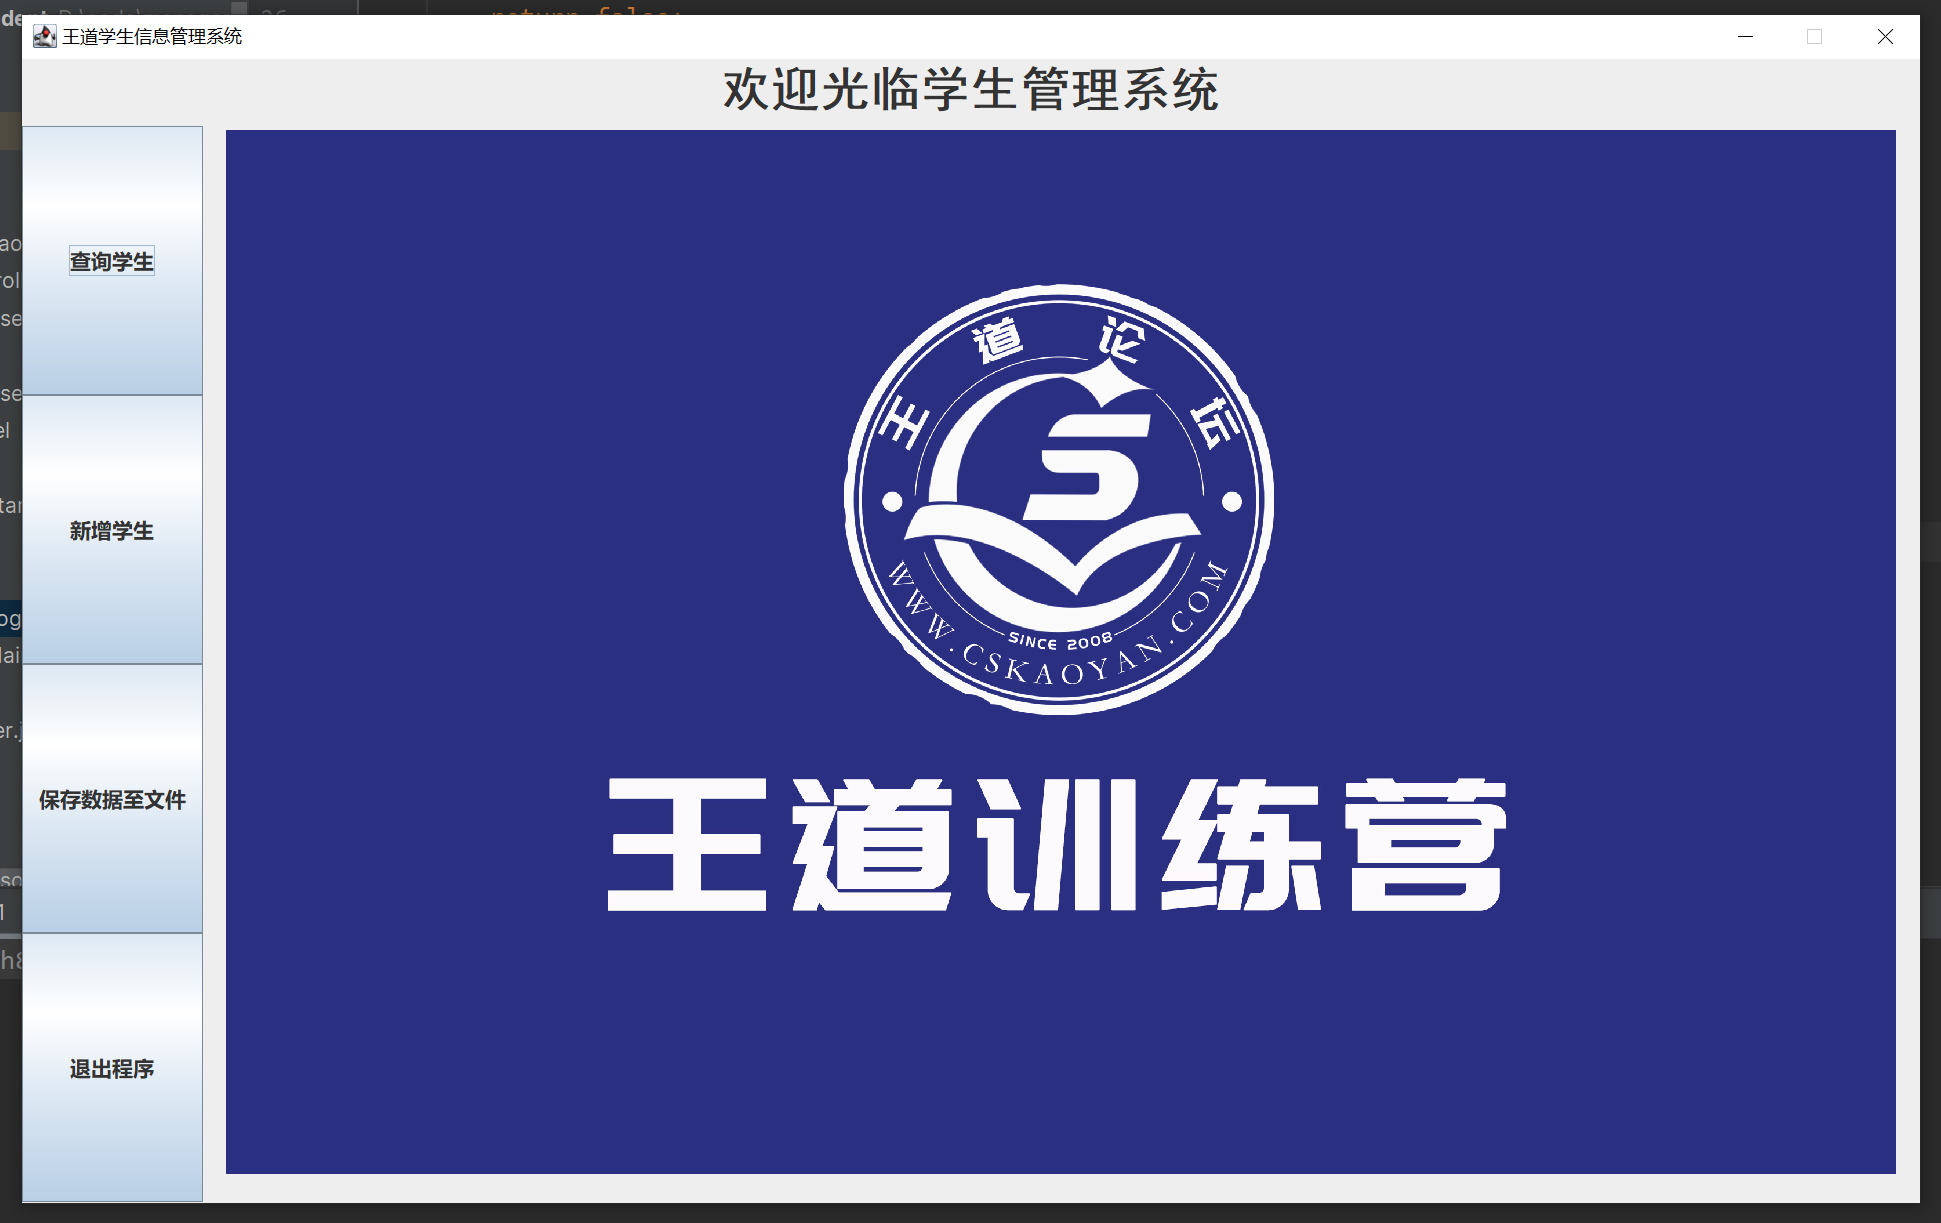 王道学生信息管理系统
欢迎光临学生管理系统
查询学生
新增学生
保存数据至文件
退出程序
王道论坛
S
SINCE 2008
WWW.CSKAOYAN.COM
王道训练营